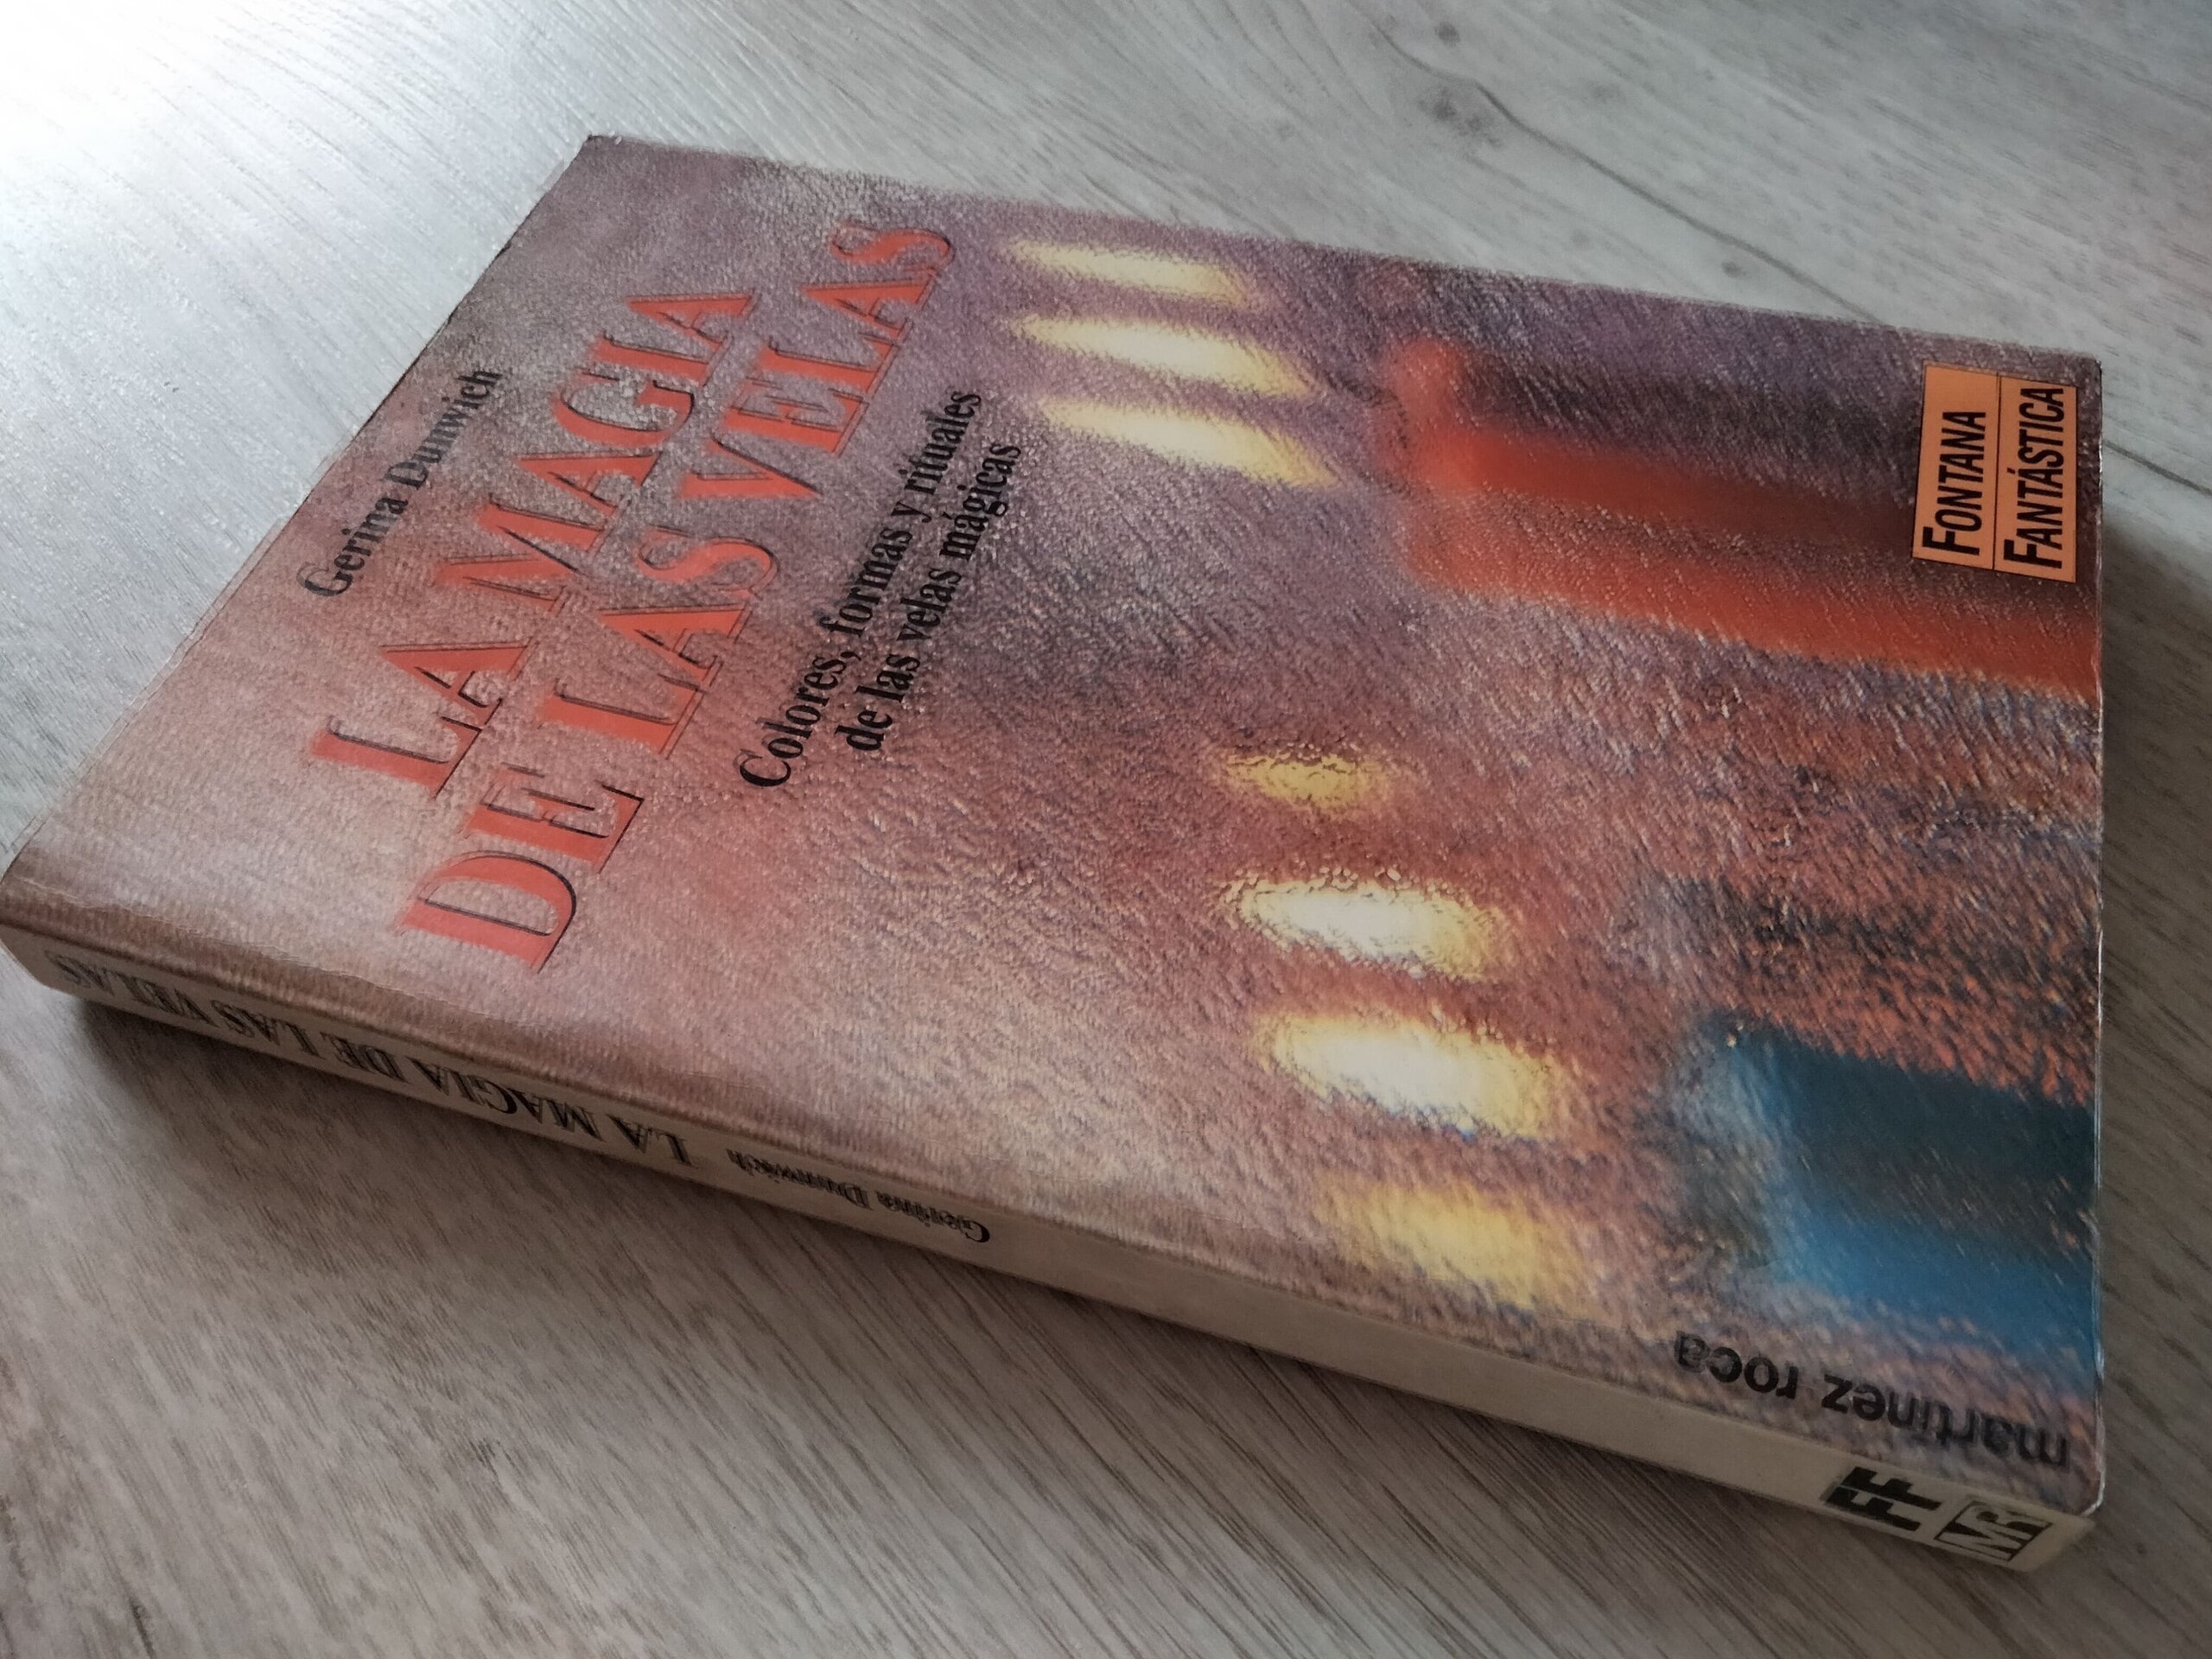 Gerina Dunwich
LA MAGIA
DE LAS VELAS
Colores, formas y rituales
de las velas mágicas
FONTANA
FANTÁSTICA
martínez roca
Gerina Dunwich LA MAGIA DE LAS VELAS
FF
MR